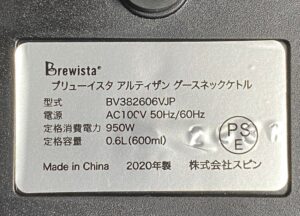 Brewista®
ブリューイスタ アルティザン グースネックケトル
型式 BV382606VJP
電源 AC100V 50Hz/60Hz
定格消費電力 950W
定格容量 0.6L(600ml)
PS
E
Made in China 2020年製 株式会社スピン